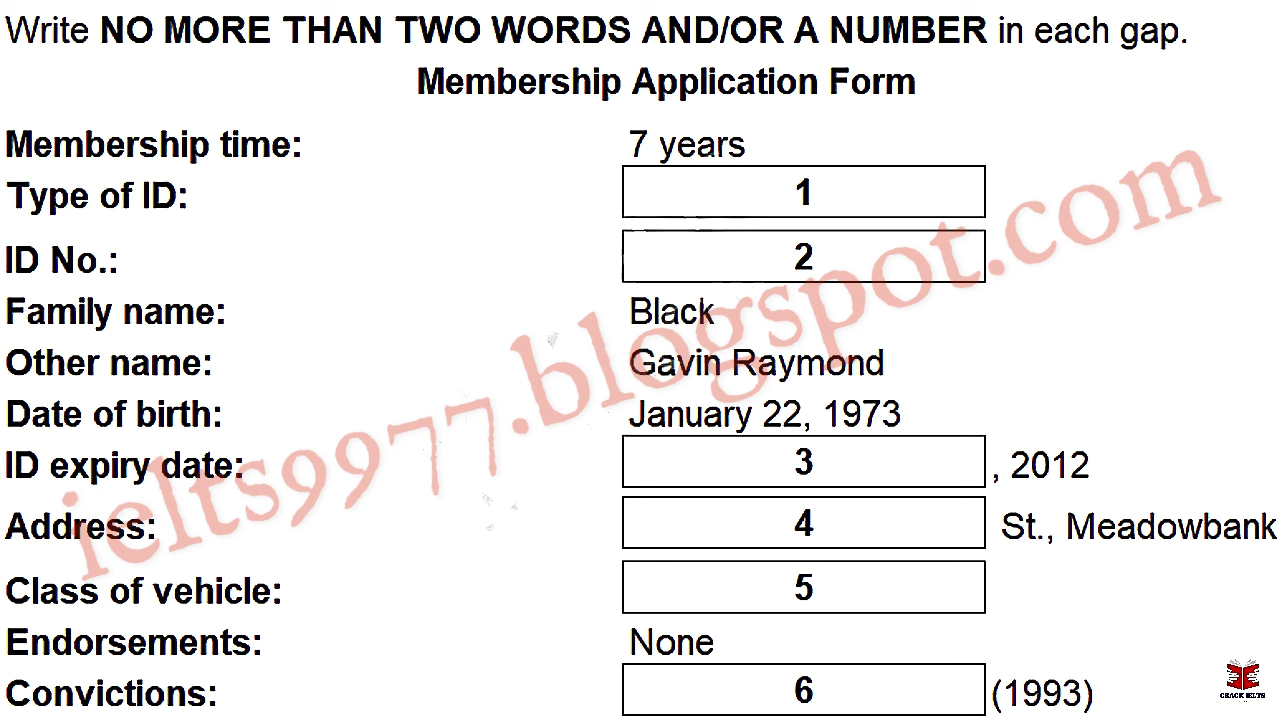 Write NO MORE THAN TWO WORDS AND/OR A NUMBER in each gap.
Membership Application Form
Membership time: 7 years
Type of ID: 1
ID No.: 2
Family name: Black
Other name: Gavin Raymond
Date of birth: January 22, 1973
ID expiry date: 3 , 2012
Address: 4 St., Meadowbank
Class of vehicle: 5
Endorsements: None
Convictions: 6 (1993)
ielts9977.blogspot.com
CRACK IELTS